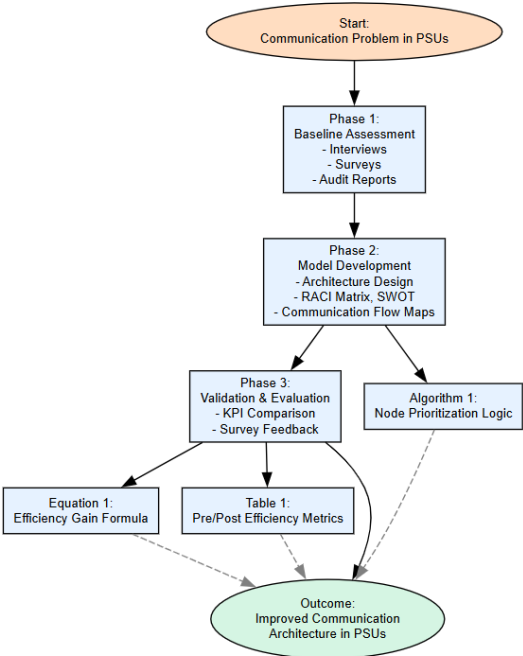 Start:
Communication Problem in PSUs
Phase 1:
Baseline Assessment
- Interviews
- Surveys
- Audit Reports
Phase 2:
Model Development
- Architecture Design
- RACI Matrix, SWOT
- Communication Flow Maps
Phase 3:
Validation & Evaluation
- KPI Comparison
- Survey Feedback
Algorithm 1:
Node Prioritization Logic
Equation 1:
Efficiency Gain Formula
Table 1:
Pre/Post Efficiency Metrics
Outcome:
Improved Communication
Architecture in PSUs